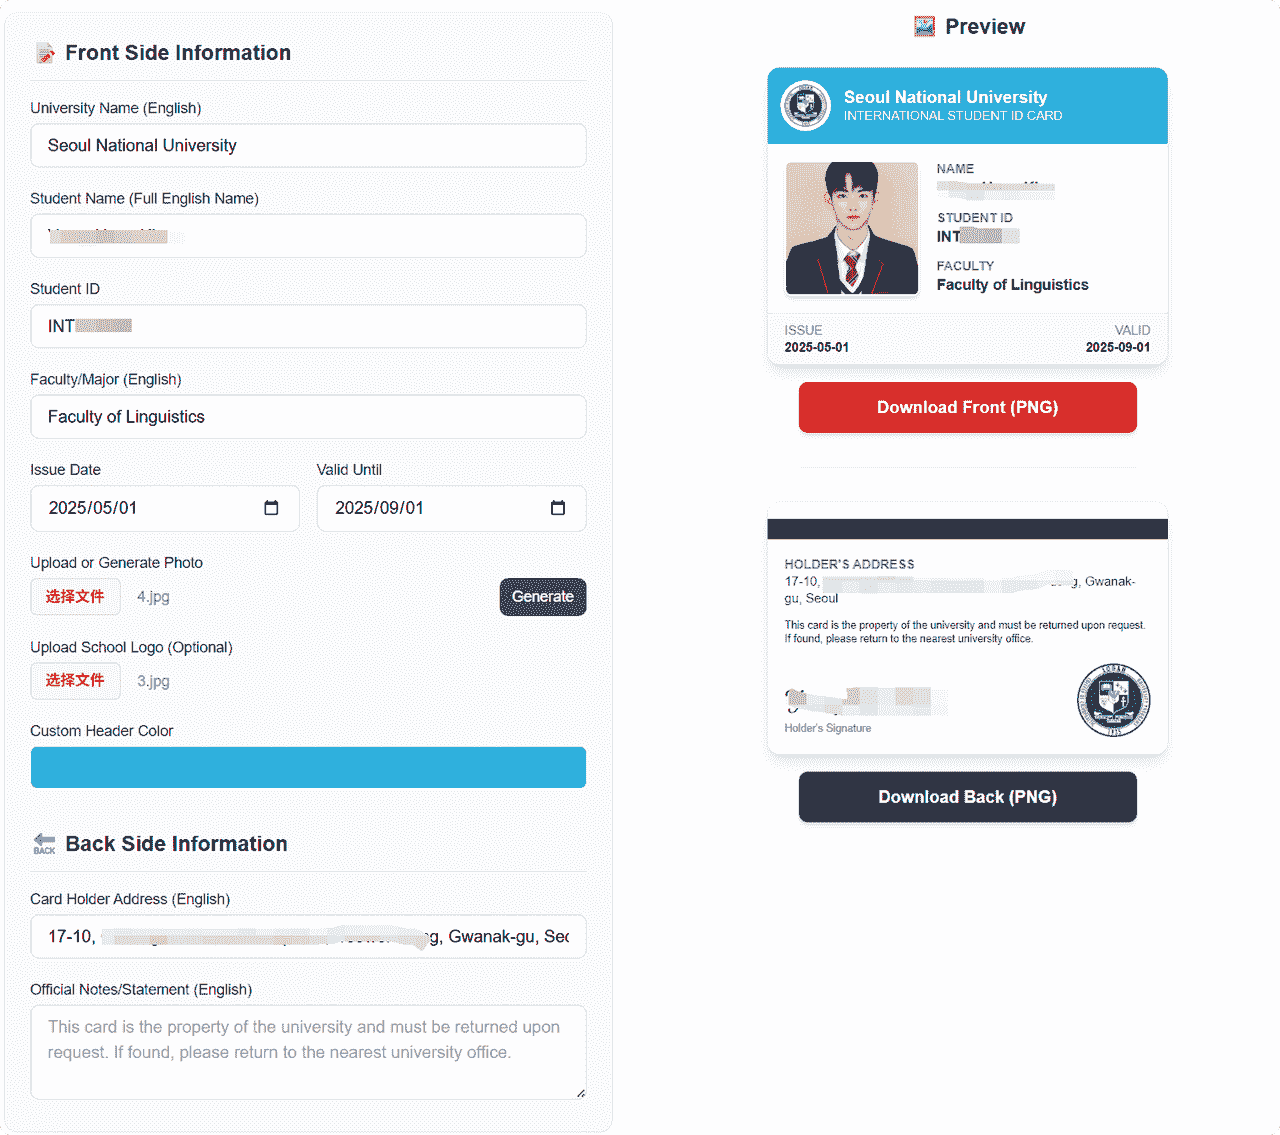 Front Side Information
University Name (English)
Seoul National University
Student Name (Full English Name)
Student ID
INT
Faculty/Major (English)
Faculty of Linguistics
Issue Date
Valid Until
2025/05/01
2025/09/01
Upload or Generate Photo
选择文件
4.jpg
Generate
Upload School Logo (Optional)
选择文件
3.jpg
Custom Header Color
BACK
Back Side Information
Card Holder Address (English)
17-10,
g, Gwanak-gu, Seo
Official Notes/Statement (English)
This card is the property of the university and must be returned upon
request. If found, please return to the nearest university office.
Preview
Seoul National University
INTERNATIONAL STUDENT ID CARD
NAME
STUDENT ID
INT
FACULTY
Faculty of Linguistics
ISSUE
VALID
2025-05-01
2025-09-01
Download Front (PNG)
HOLDER'S ADDRESS
17-10,
g, Gwanak-
gu, Seoul
This card is the property of the university and must be returned upon request.
If found, please return to the nearest university office.
Holder's Signature
Download Back (PNG)